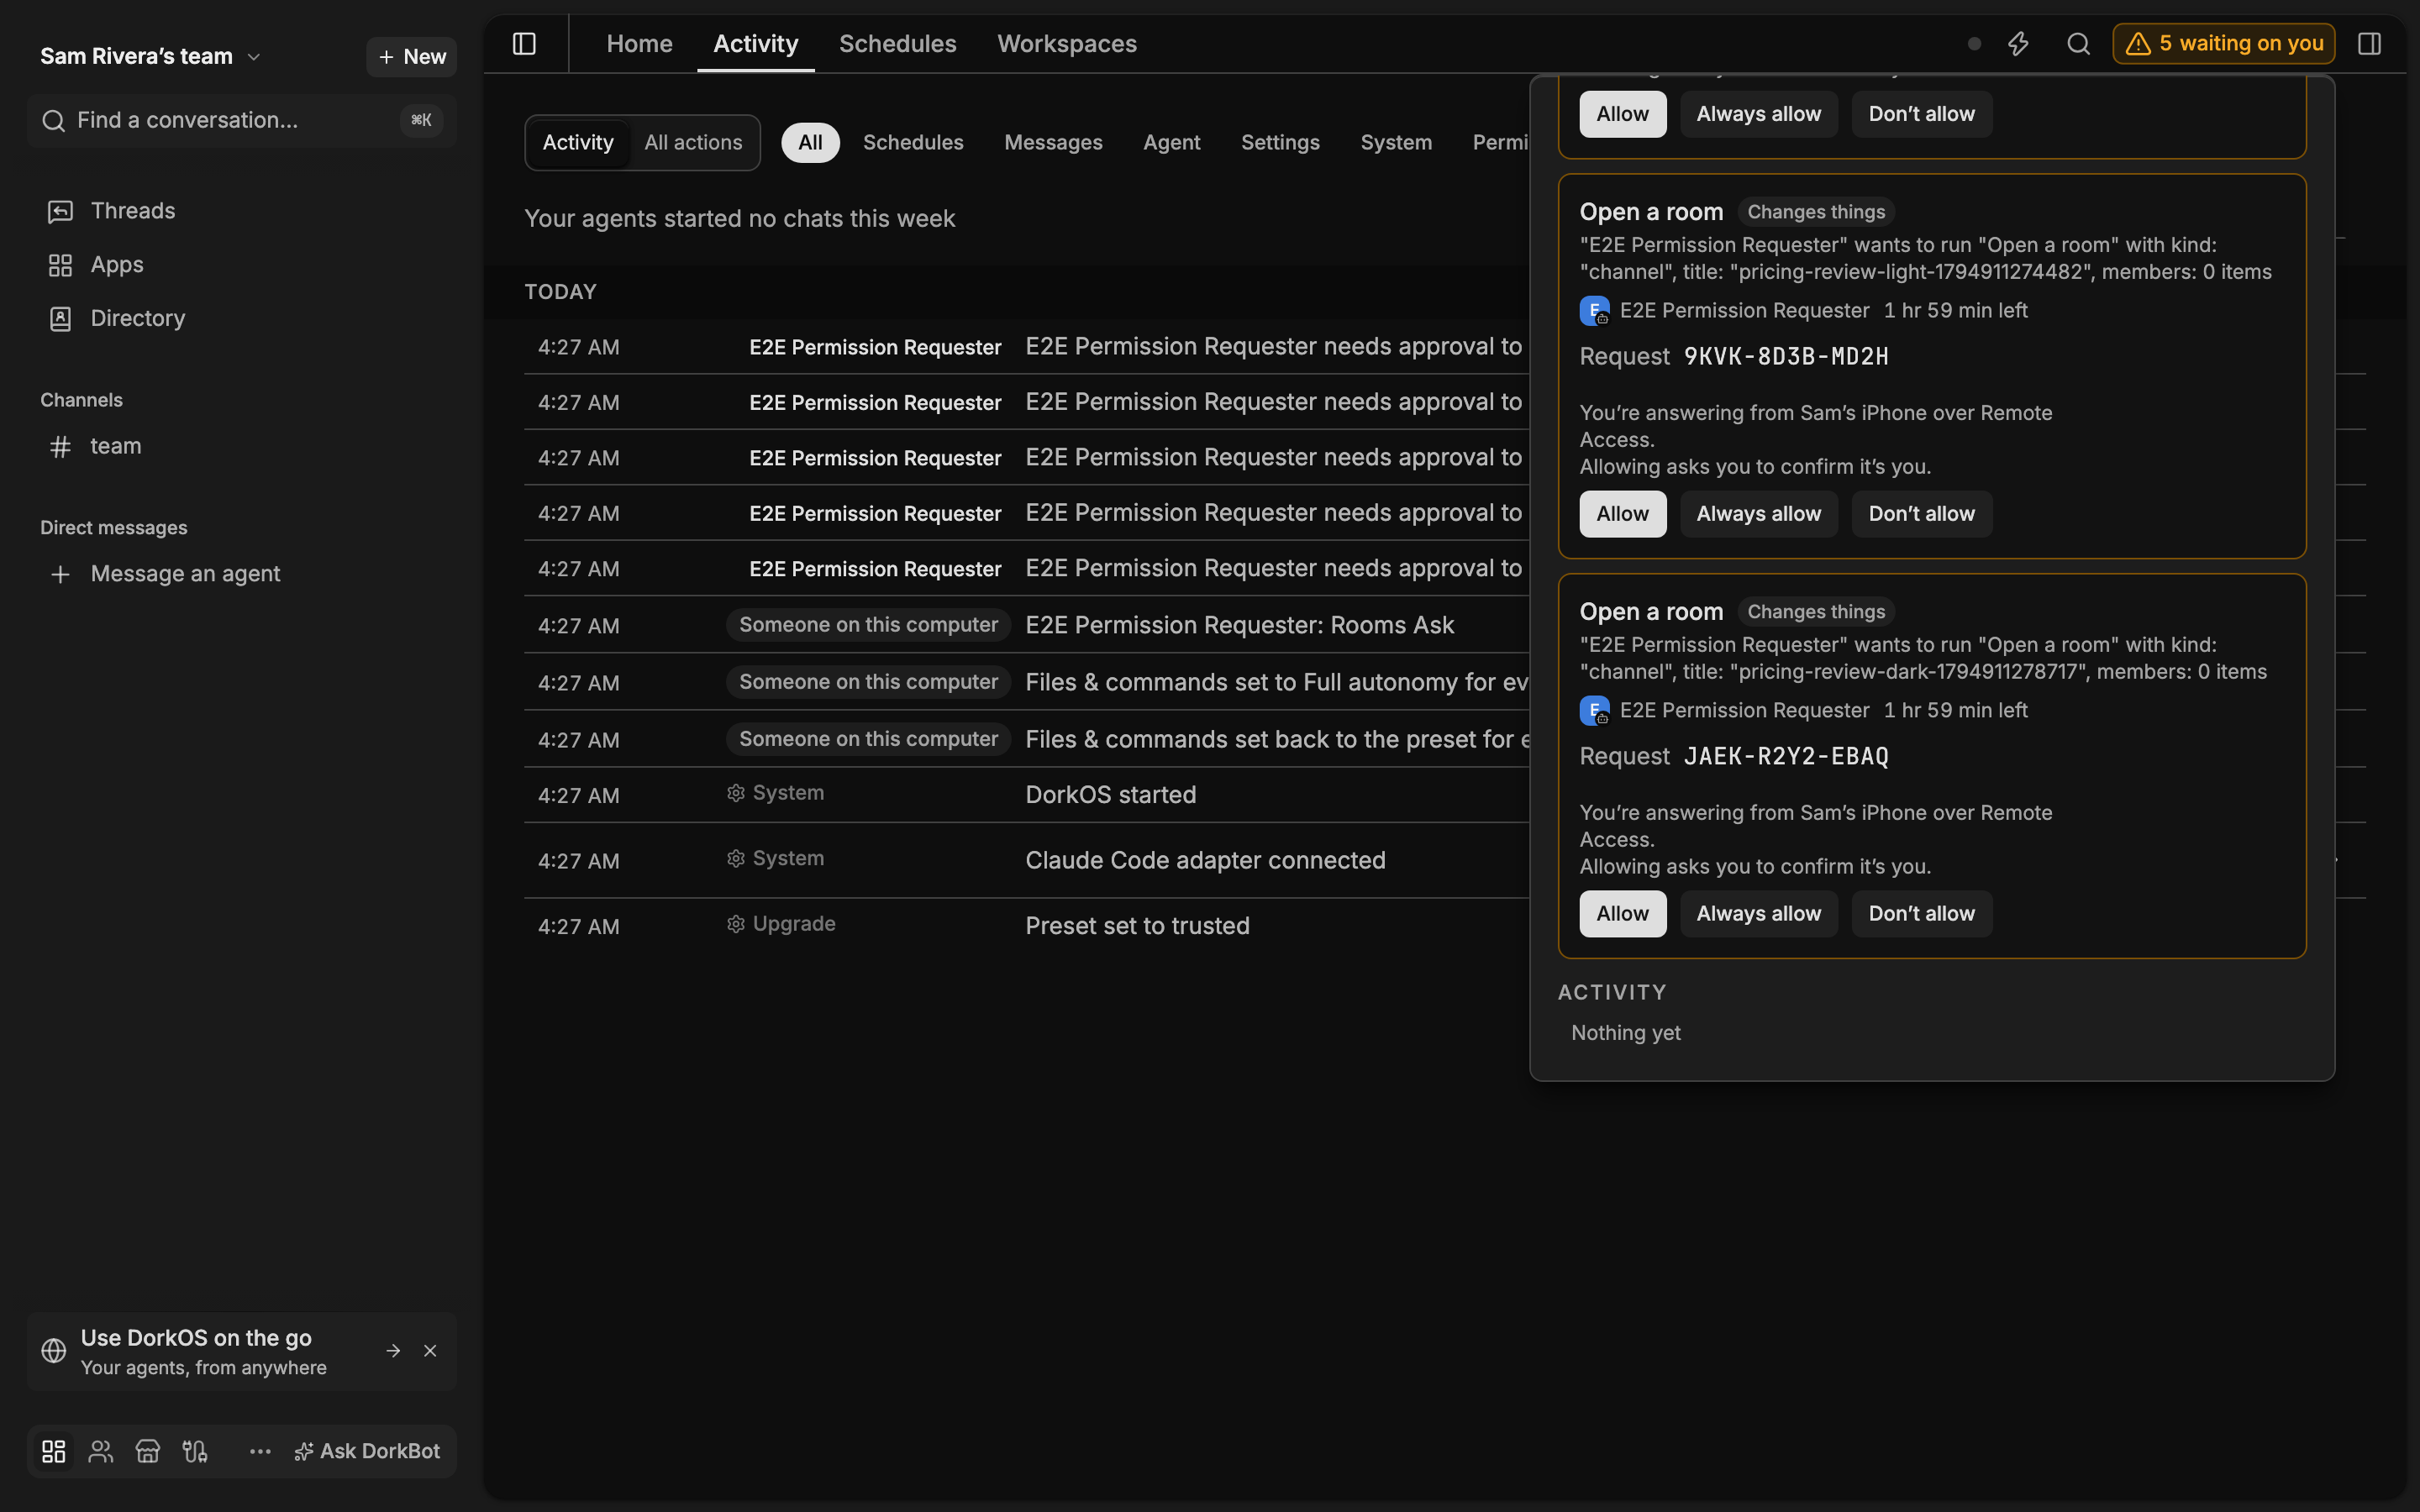 Sam Rivera’s team
+ New
Find a conversation...
⌘K
Threads
Apps
Directory
Channels
# team
Direct messages
+ Message an agent
Use DorkOS on the go
Your agents, from anywhere
Ask DorkBot
Home
Activity
Schedules
Workspaces
5 waiting on you
Activity
All actions
All
Schedules
Messages
Agent
Settings
System
Permi
Your agents started no chats this week
TODAY
4:27 AM E2E Permission Requester E2E Permission Requester needs approval to
4:27 AM E2E Permission Requester E2E Permission Requester needs approval to
4:27 AM E2E Permission Requester E2E Permission Requester needs approval to
4:27 AM E2E Permission Requester E2E Permission Requester needs approval to
4:27 AM E2E Permission Requester E2E Permission Requester needs approval to
4:27 AM Someone on this computer E2E Permission Requester: Rooms Ask
4:27 AM Someone on this computer Files & commands set to Full autonomy for ev
4:27 AM Someone on this computer Files & commands set back to the preset for e
4:27 AM System DorkOS started
4:27 AM System Claude Code adapter connected
4:27 AM Upgrade Preset set to trusted
Allow
Always allow
Don’t allow
Open a room Changes things
"E2E Permission Requester" wants to run "Open a room" with kind:
"channel", title: "pricing-review-light-1794911274482", members: 0 items
E E2E Permission Requester 1 hr 59 min left
Request 9KVK-8D3B-MD2H
You’re answering from Sam’s iPhone over Remote
Access.
Allowing asks you to confirm it’s you.
Allow
Always allow
Don’t allow
Open a room Changes things
"E2E Permission Requester" wants to run "Open a room" with kind:
"channel", title: "pricing-review-dark-1794911278717", members: 0 items
E E2E Permission Requester 1 hr 59 min left
Request JAEK-R2Y2-EBAQ
You’re answering from Sam’s iPhone over Remote
Access.
Allowing asks you to confirm it’s you.
Allow
Always allow
Don’t allow
ACTIVITY
Nothing yet